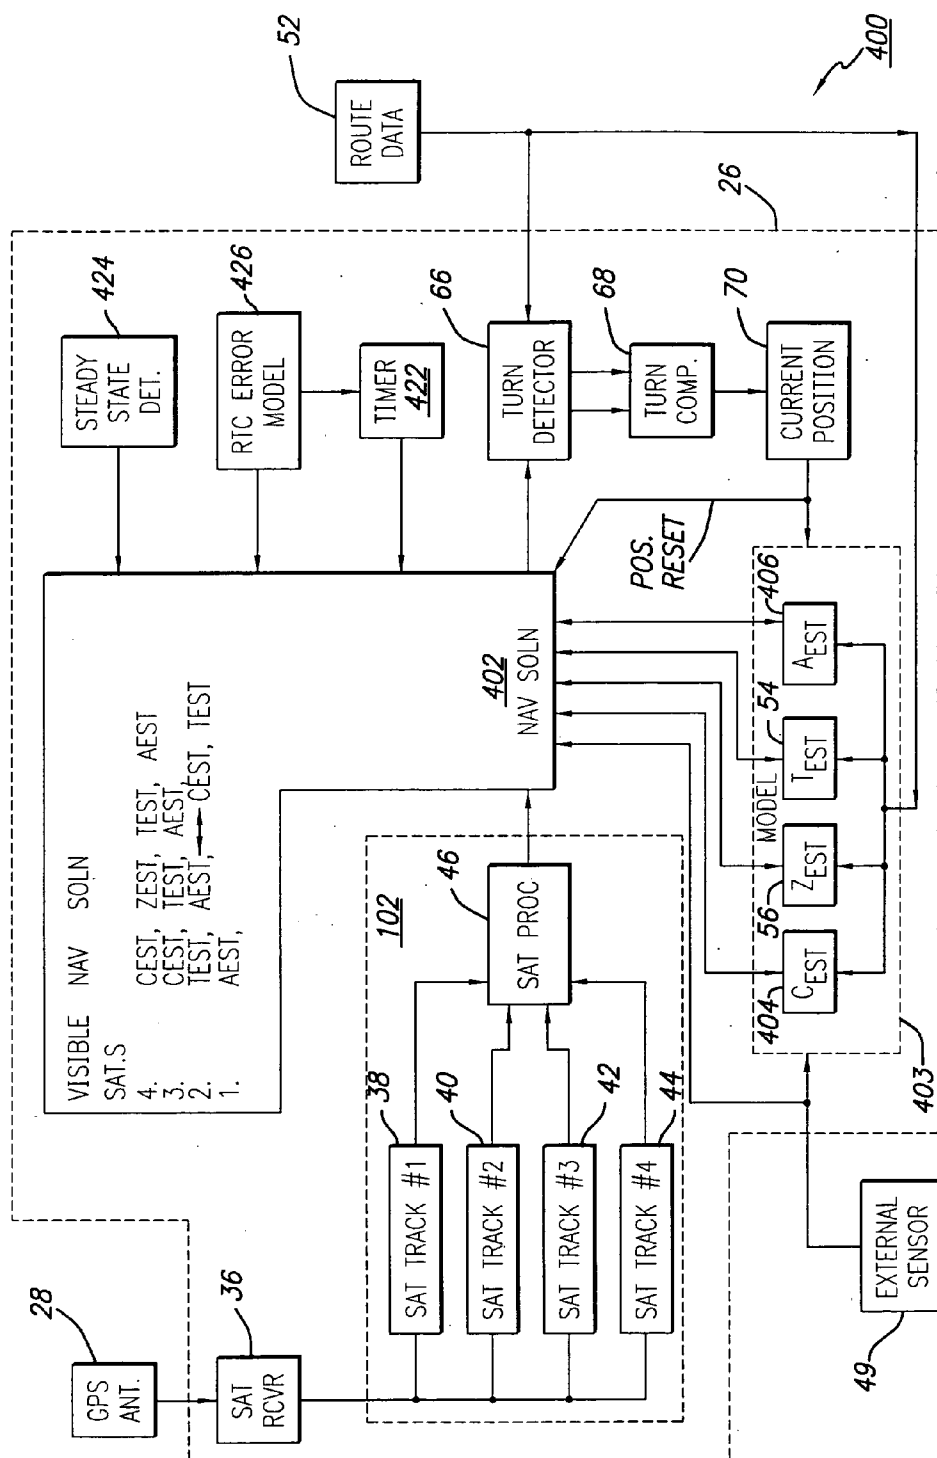 GPS
ANT.
28
SAT
RCVR
36
VISIBLE NAV SOLN
SAT.S
4. CEST, ZEST, TEST, AEST
3. CEST, TEST, AEST,
2. TEST, AEST, CEST, TEST
1. AEST,
402
NAV SOLN
STEADY
STATE
DET.
424
RTC ERROR
MODEL
426
TIMER
422
ROUTE
DATA
52
400
26
TURN
DETECTOR
66
TURN
COMP.
68
CURRENT
POSITION
70
POS.
RESET
102
SAT TRACK #1
38
SAT TRACK #2
40
SAT TRACK #3
42
SAT TRACK #4
44
SAT PROC
46
MODEL
CEST
404
ZEST
56
TEST
54
AEST
406
403
EXTERNAL
SENSOR
49